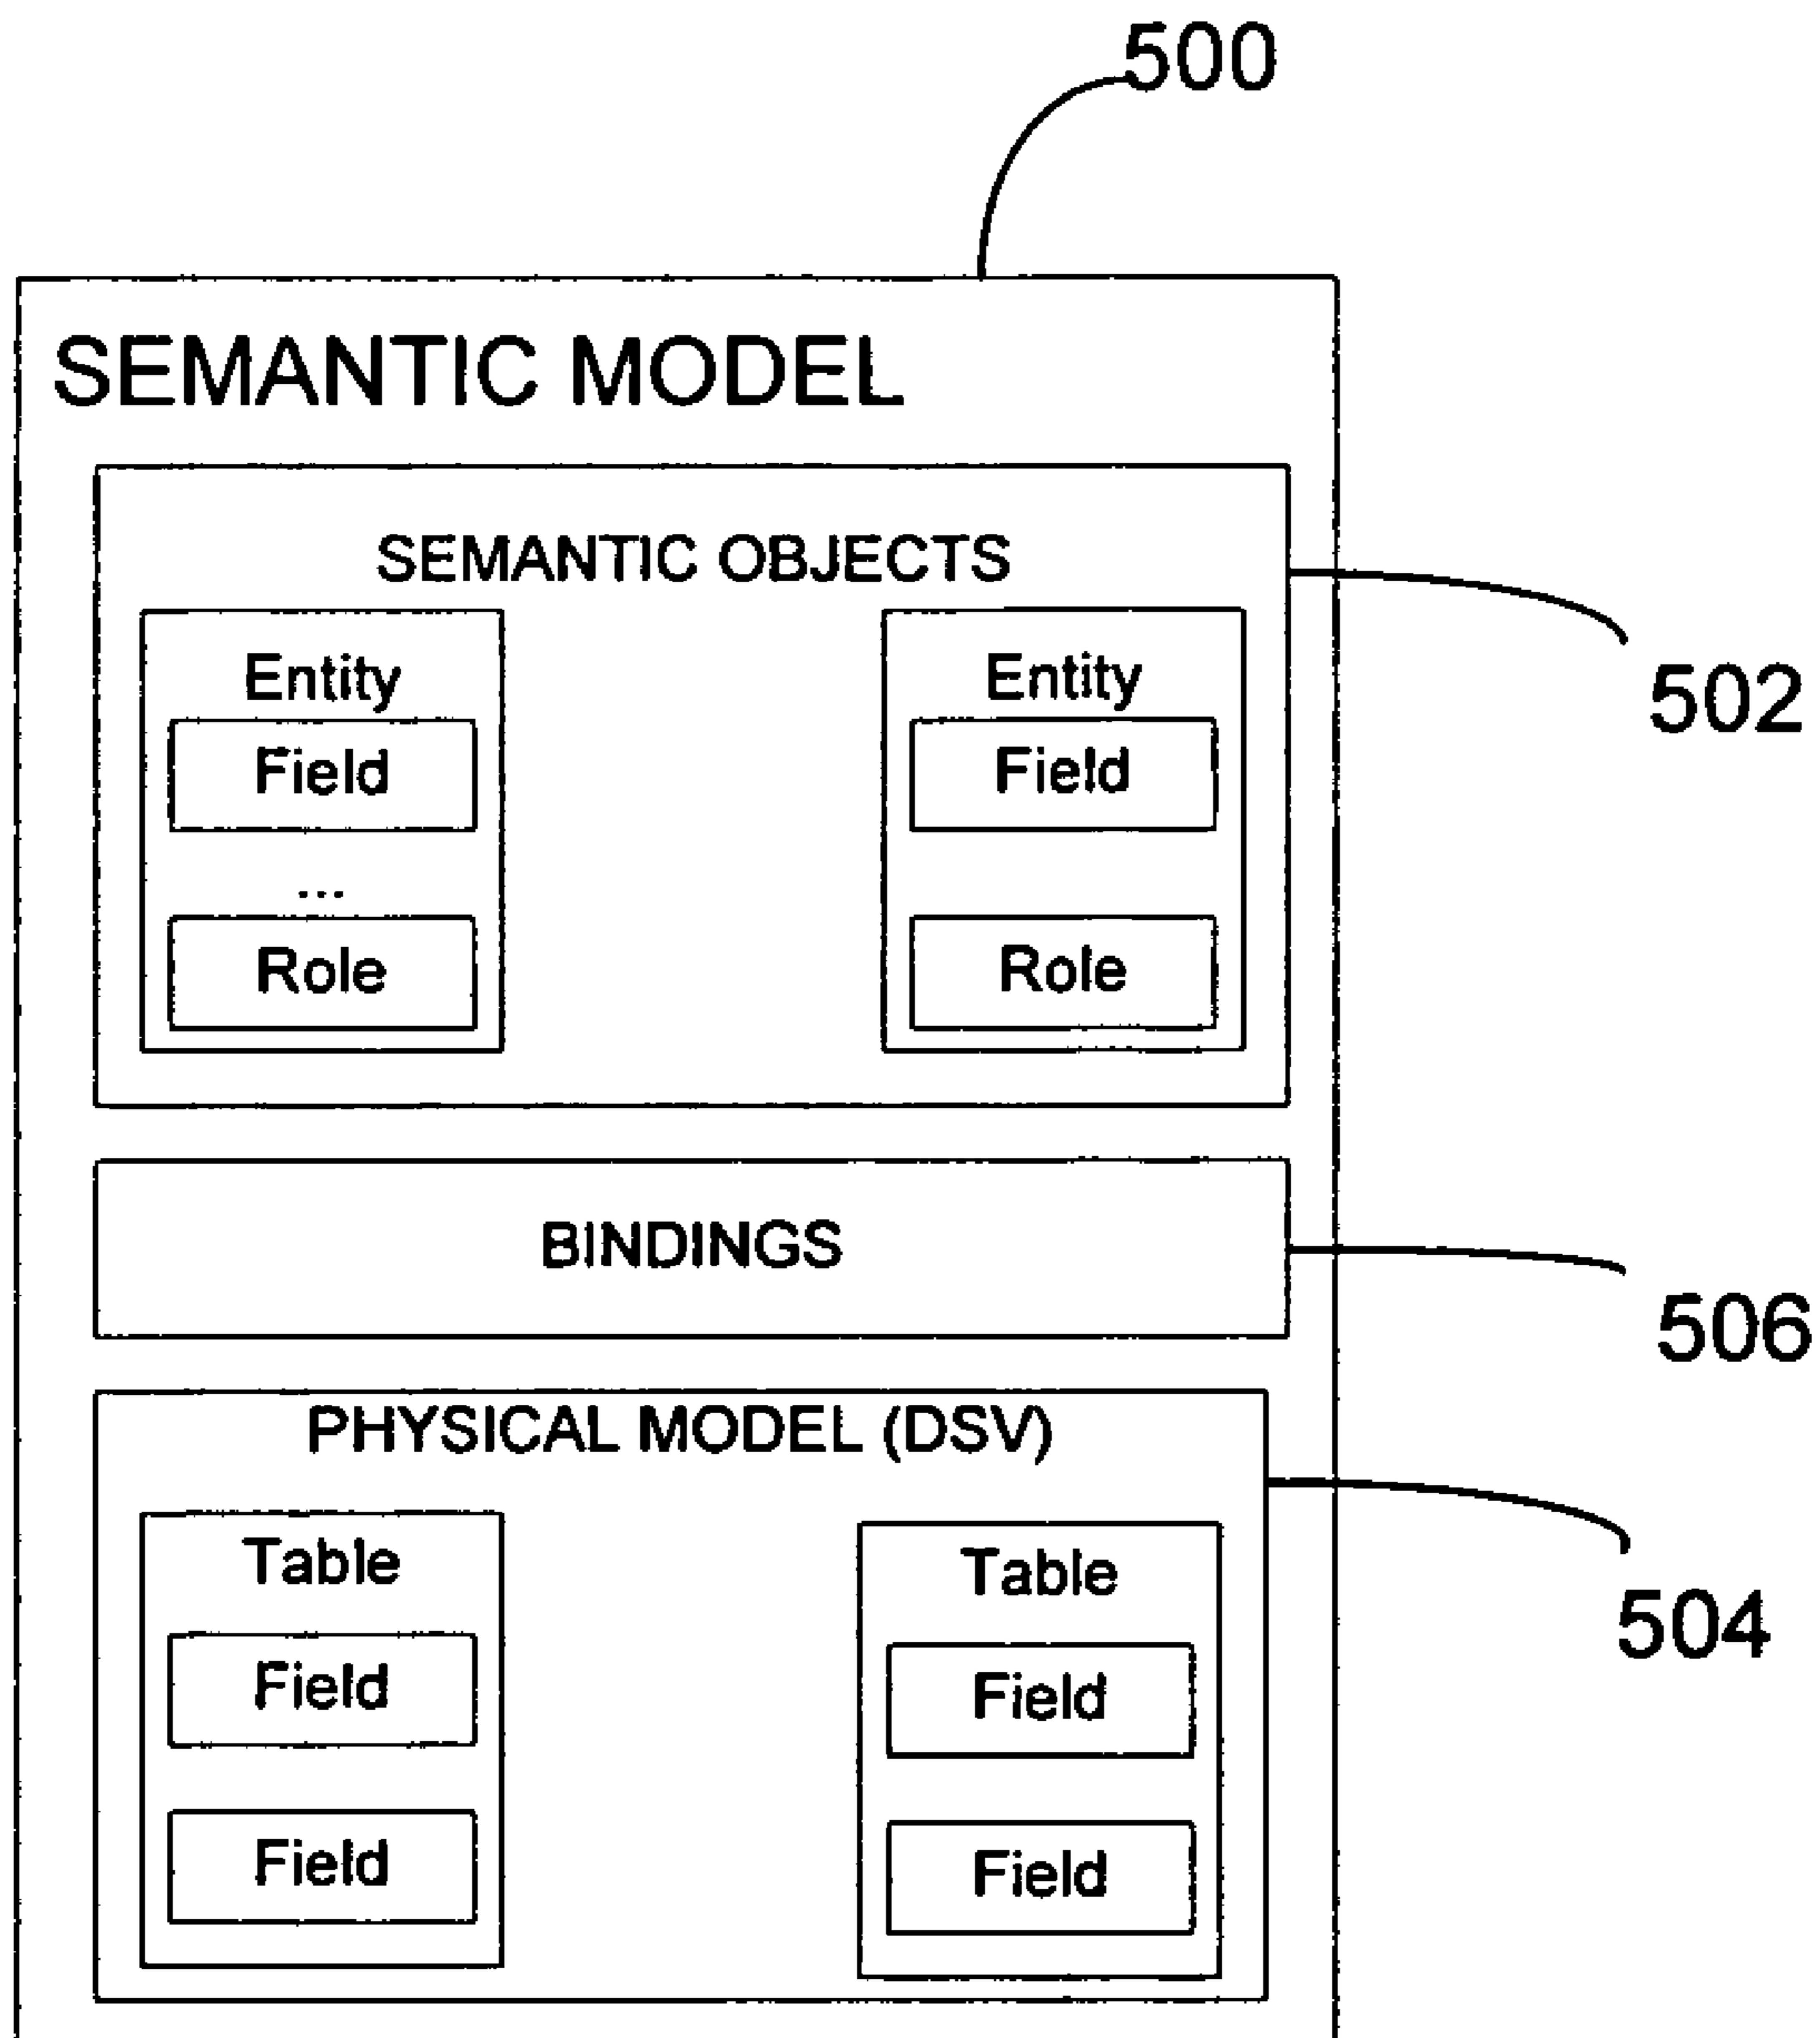 500
SEMANTIC MODEL
SEMANTIC OBJECTS
Entity Entity
Field Field
...
Role Role
502
BINDINGS
506
PHYSICAL MODEL (DSV)
Table Table
Field Field
Field Field
504